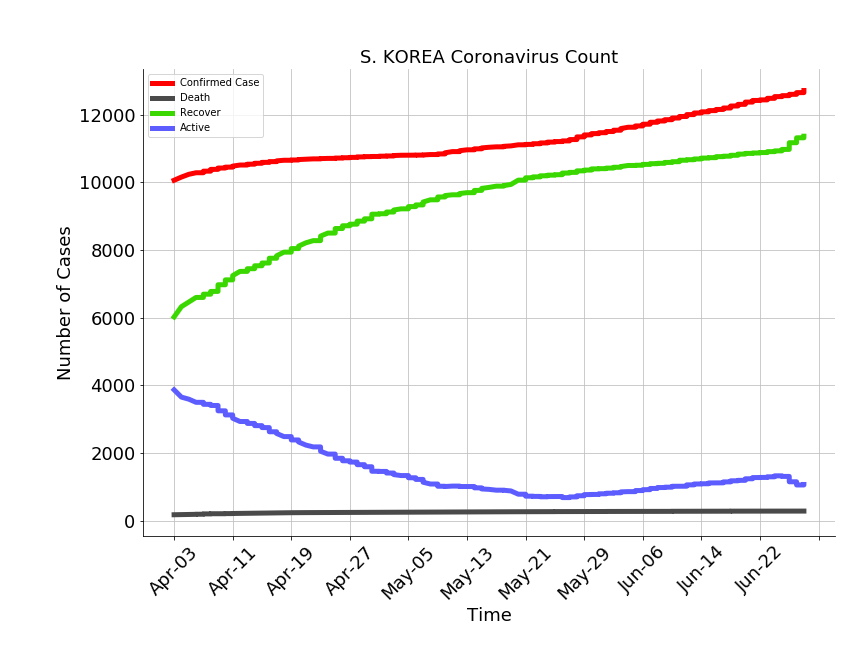 S. KOREA Coronavirus Count
Confirmed Case
Death
Recover
Active
Number of Cases
12000
10000
8000
6000
4000
2000
0
Apr-03
Apr-11
Apr-19
Apr-27
May-05
May-13
May-21
May-29
Jun-06
Jun-14
Jun-22
Time